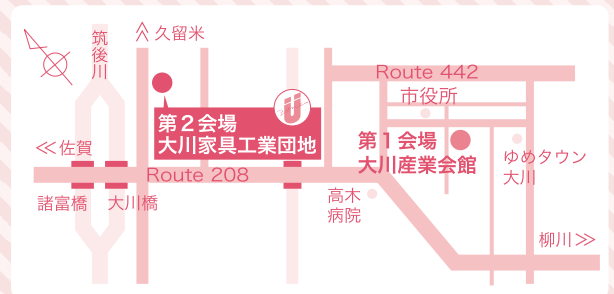 筑後川
久留米
Route 442
市役所
第2会場
大川家具工業団地
第1会場
大川産業会館
佐賀
ゆめタウン
大川
Route 208
諸富橋
大川橋
高木
病院
柳川